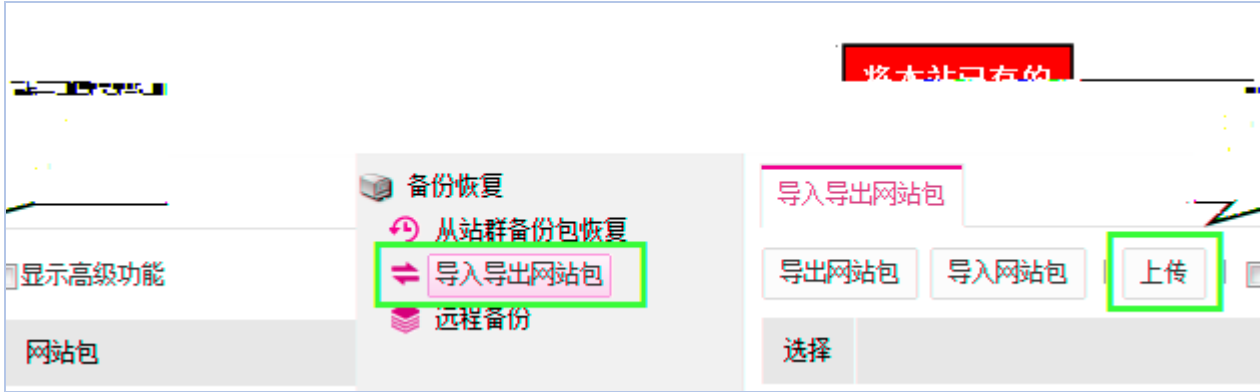 将本站已有的
备份恢复
从站群备份包恢复
导入导出网站包
远程备份
导入导出网站包
显示高级功能
导出网站包 导入网站包 上传
网站包
选择